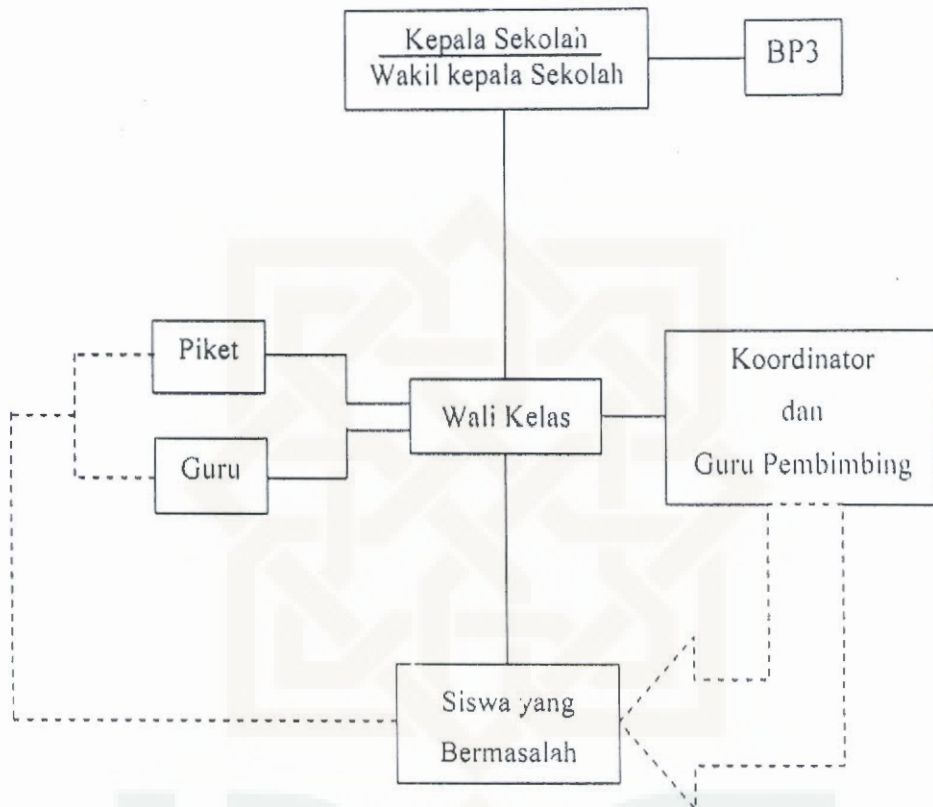 Kepala Sekolah
Wakil kepala Sekolah
BP3
Piket
Guru
Wali Kelas
Koordinator
dan
Guru Pembimbing
Siswa yang
Bermasalah